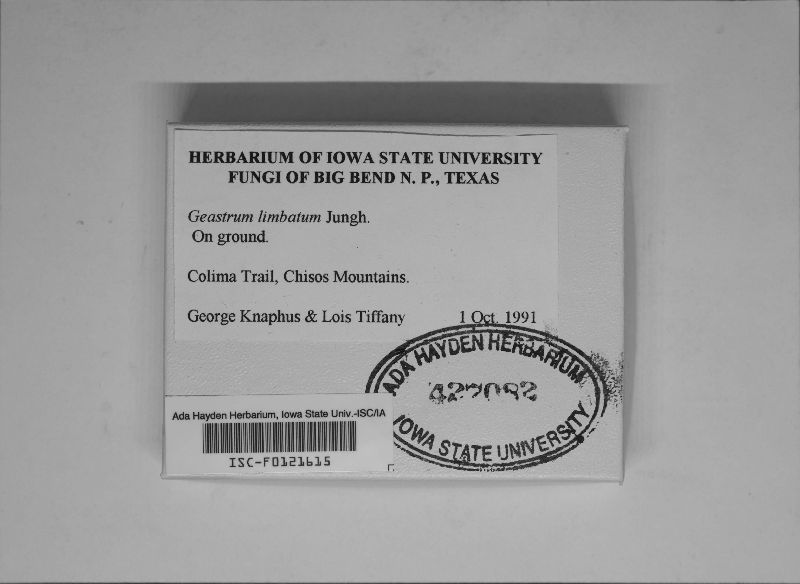 HERBARIUM OF IOWA STATE UNIVERSITY
FUNGI OF BIG BEND N. P., TEXAS
Geastrum limbatum Jungh.
On ground.
Colima Trail, Chisos Mountains.
George Knaphus & Lois Tiffany 1 Oct. 1991
ADA HAYDEN HERBARIUM
422082
IOWA STATE UNIVERSITY
Ada Hayden Herbarium, Iowa State Univ.-ISC/IA
ISC-F0121615